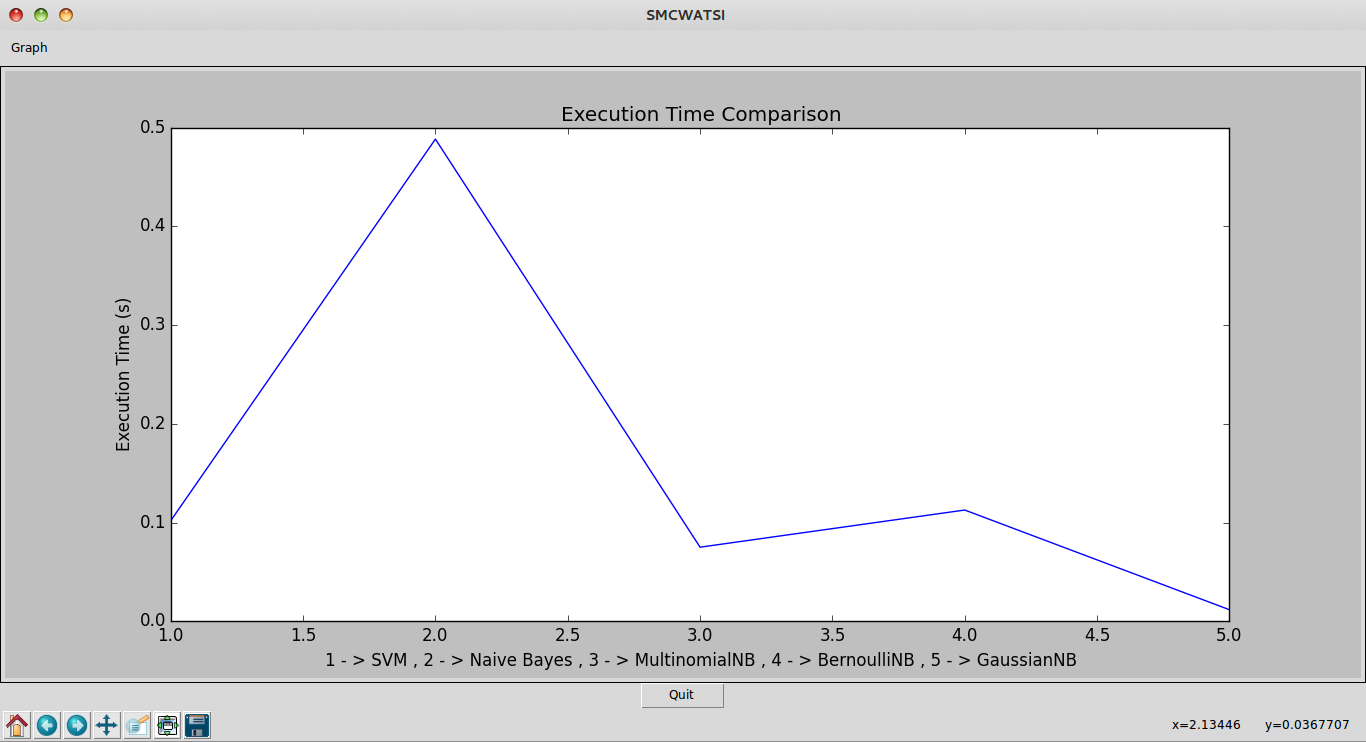 SMCWATSI
Graph
Execution Time Comparison
Execution Time (s)
0.5
0.4
0.3
0.2
0.1
0.0
1.0 1.5 2.0 2.5 3.0 3.5 4.0 4.5 5.0
1 - > SVM , 2 - > Naive Bayes , 3 - > MultinomialNB , 4 - > BernoulliNB , 5 - > GaussianNB
Quit
x=2.13446 y=0.0367707